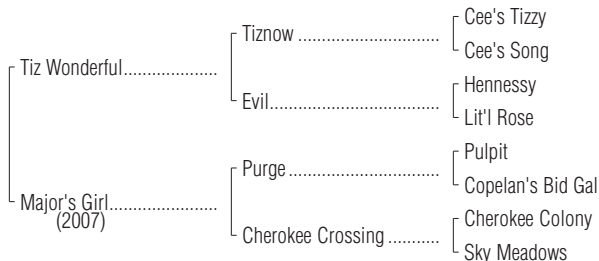 Cee's Tizzy
Tiznow ..............................
Cee's Song
Tiz Wonderful....................
Hennessy
Evil....................................
Lit'l Rose
Pulpit
Purge ................................
Copelan's Bid Gal
Major's Girl.......................
(2007)
Cherokee Colony
Cherokee Crossing ...........
Sky Meadows